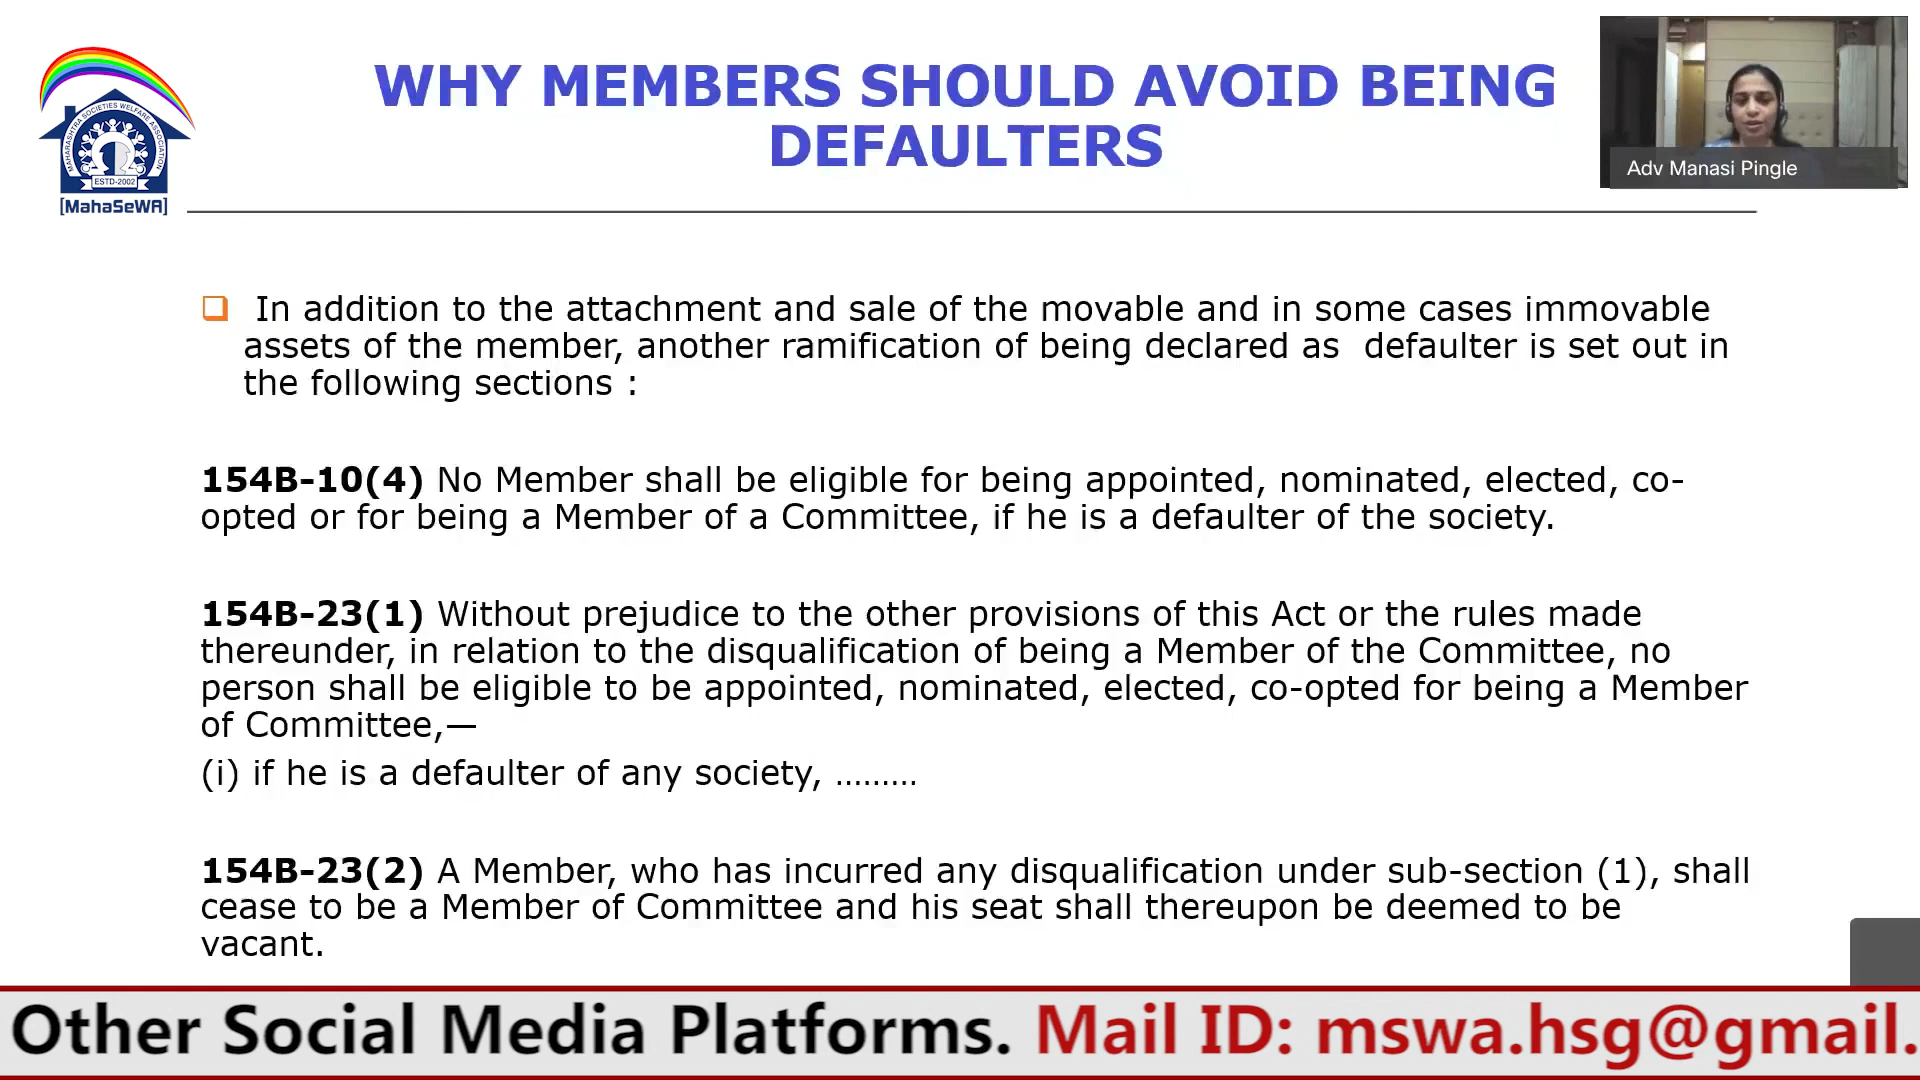 WHY MEMBERS SHOULD AVOID BEING
DEFAULTERS
MAHARASHTRA SOCIETIES WELFARE ASSOCIATION
ESTD-2002
[MahaSeWA]
Adv Manasi Pingle
In addition to the attachment and sale of the movable and in some cases immovable
assets of the member, another ramification of being declared as defaulter is set out in
the following sections :
154B-10(4) No Member shall be eligible for being appointed, nominated, elected, co-
opted or for being a Member of a Committee, if he is a defaulter of the society.
154B-23(1) Without prejudice to the other provisions of this Act or the rules made
thereunder, in relation to the disqualification of being a Member of the Committee, no
person shall be eligible to be appointed, nominated, elected, co-opted for being a Member
of Committee,—
(i) if he is a defaulter of any society, .........
154B-23(2) A Member, who has incurred any disqualification under sub-section (1), shall
cease to be a Member of Committee and his seat shall thereupon be deemed to be
vacant.
Other Social Media Platforms. Mail ID: mswa.hsg@gmail.